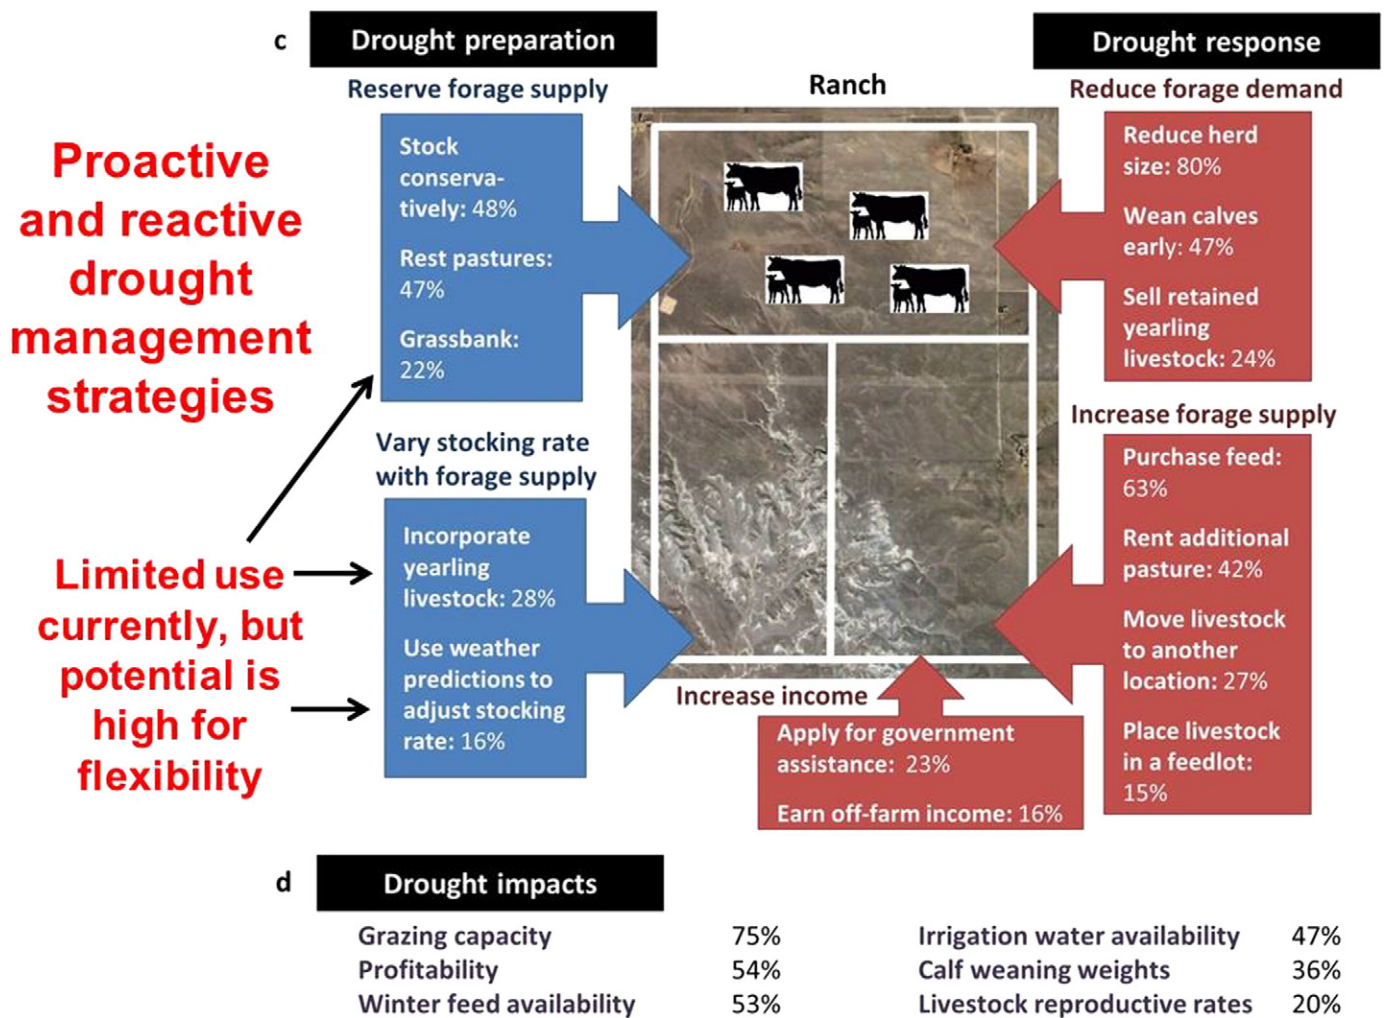 c
Drought preparation
Reserve forage supply
Stock
conserva-
tively: 48%
Rest pastures:
47%
Grassbank:
22%
Vary stocking rate
with forage supply
Incorporate
yearling
livestock: 28%
Use weather
predictions to
adjust stocking
rate: 16%
Proactive
and reactive
drought
management
strategies
Limited use
currently, but
potential is
high for
flexibility
Ranch
Drought response
Reduce forage demand
Reduce herd
size: 80%
Wean calves
early: 47%
Sell retained
yearling
livestock: 24%
Increase forage supply
Purchase feed:
63%
Rent additional
pasture: 42%
Move livestock
to another
location: 27%
Place livestock
in a feedlot:
15%
Increase income
Apply for government
assistance: 23%
Earn off-farm income: 16%
d
Drought impacts
Grazing capacity 75%
Profitability 54%
Winter feed availability 53%
Irrigation water availability 47%
Calf weaning weights 36%
Livestock reproductive rates 20%